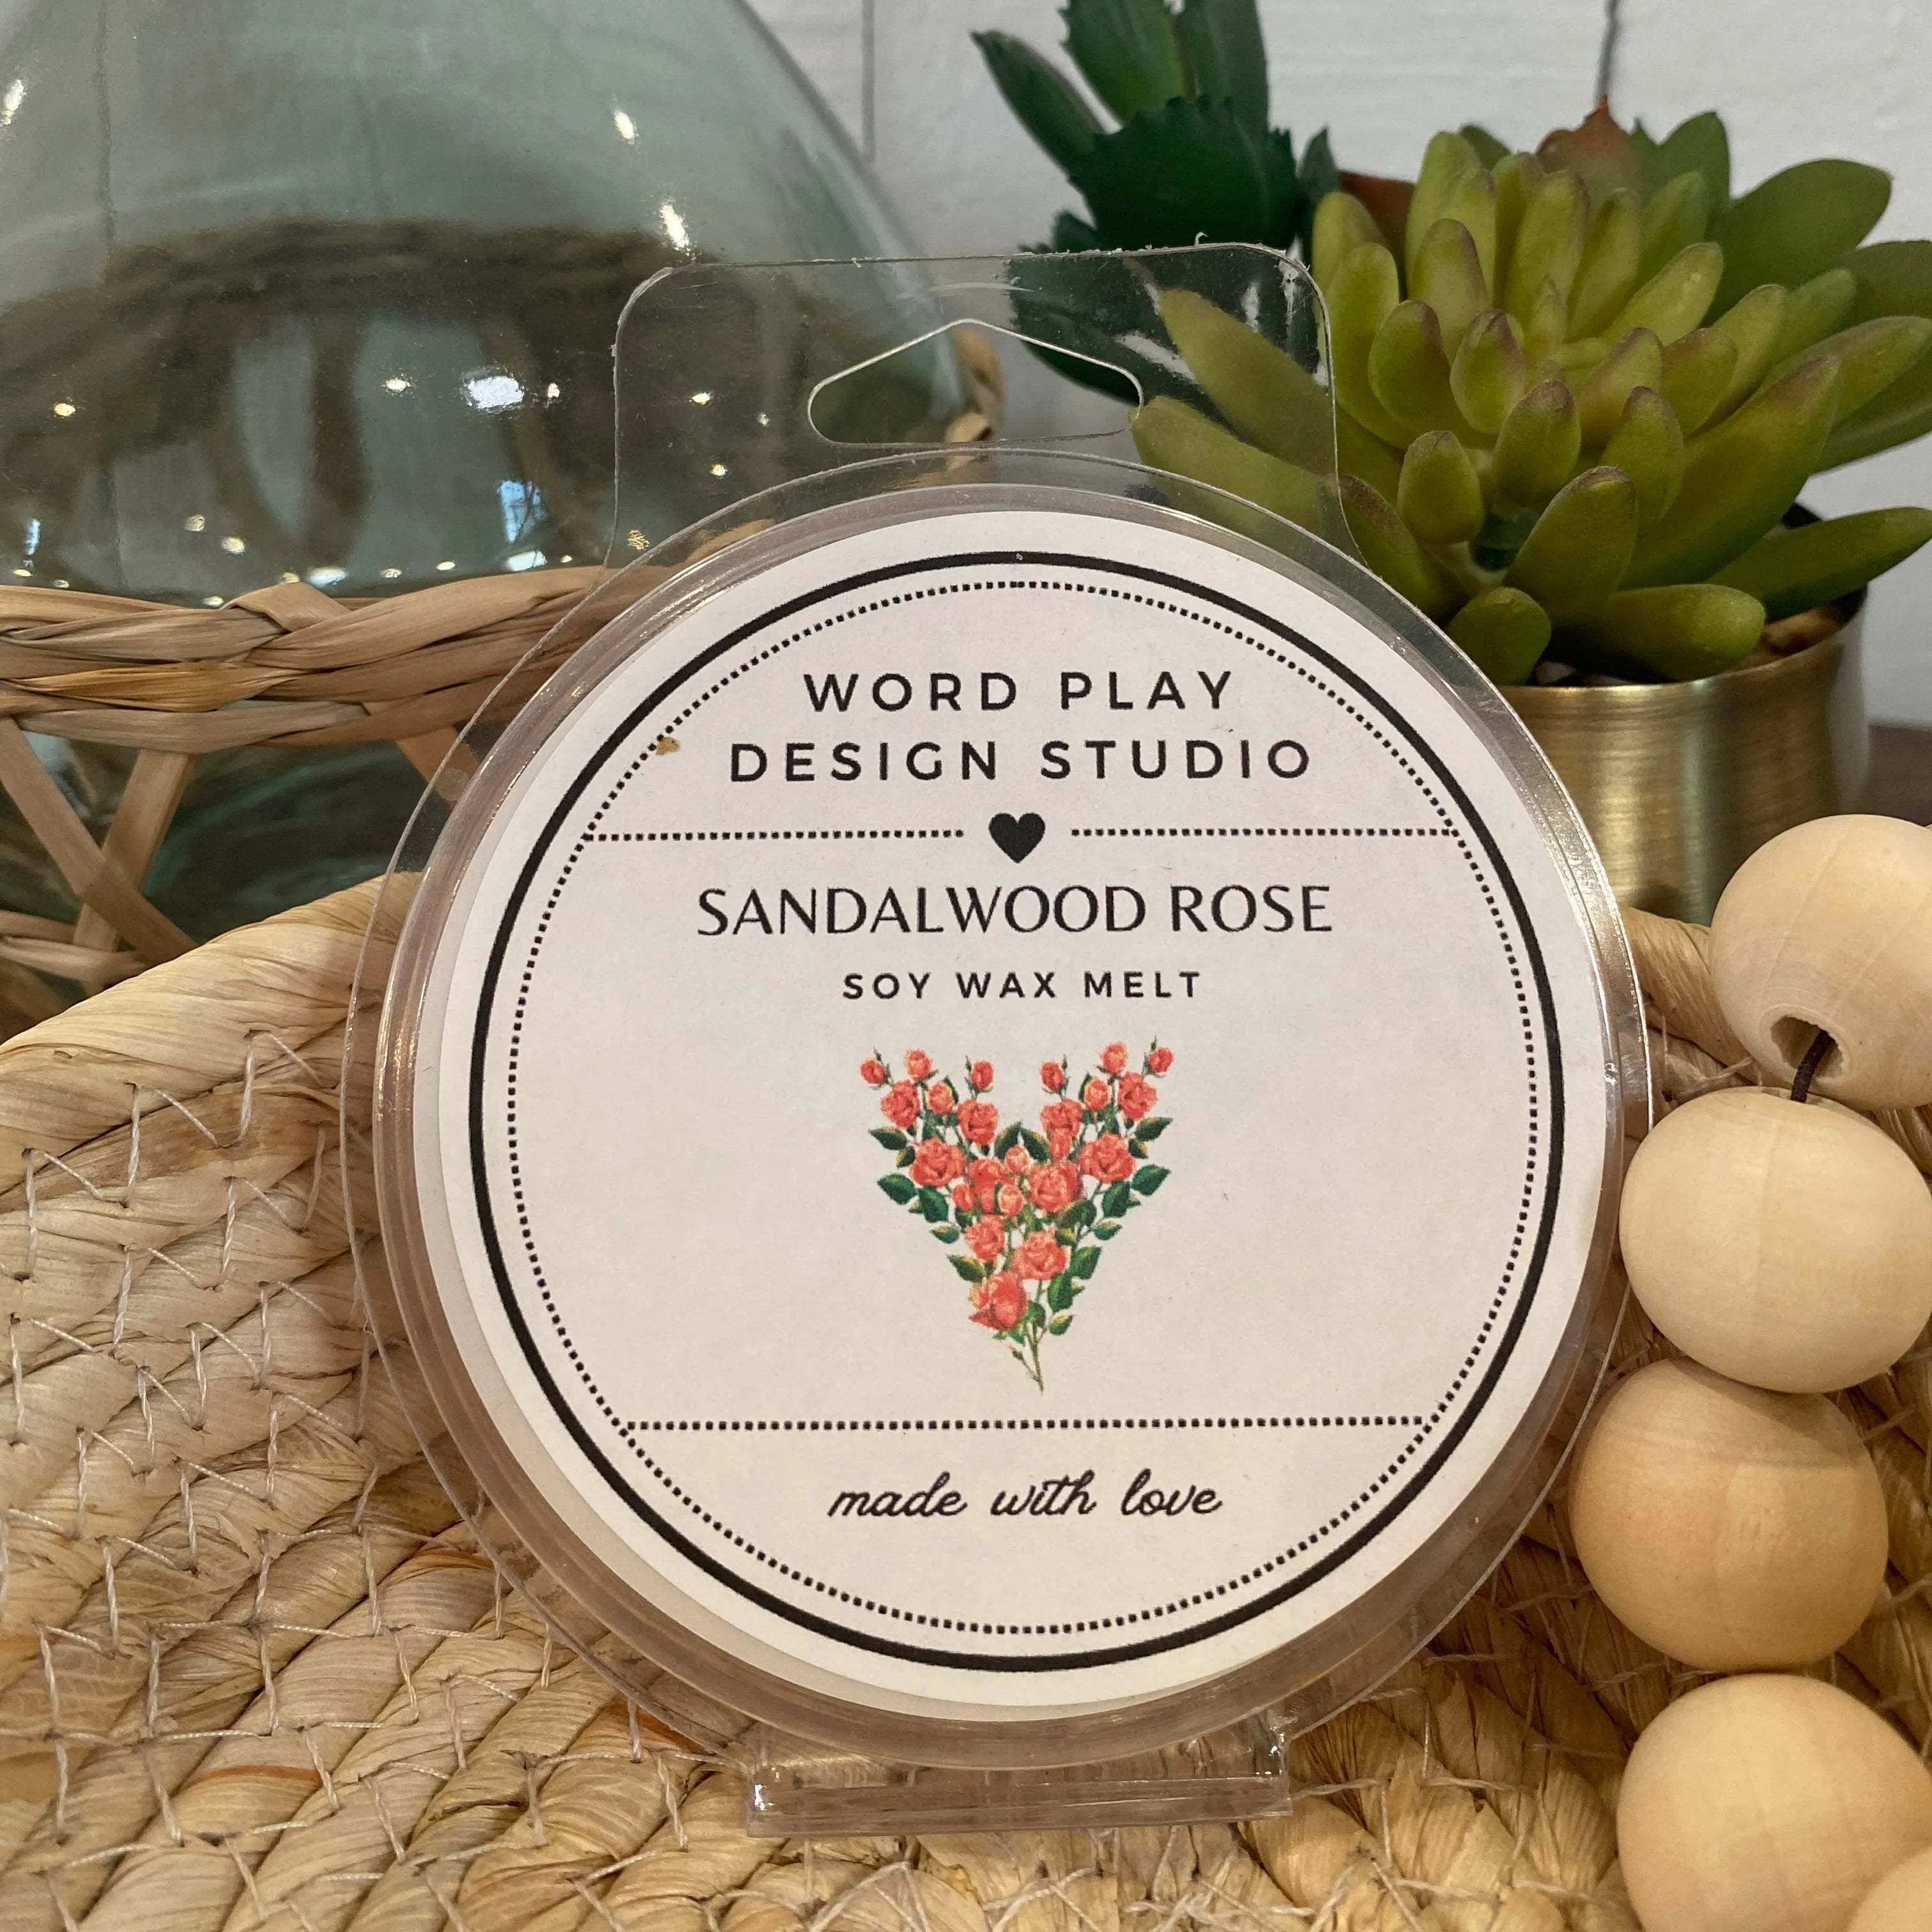 WORD PLAY
DESIGN STUDIO
SANDALWOOD ROSE
SOY WAX MELT
made with love